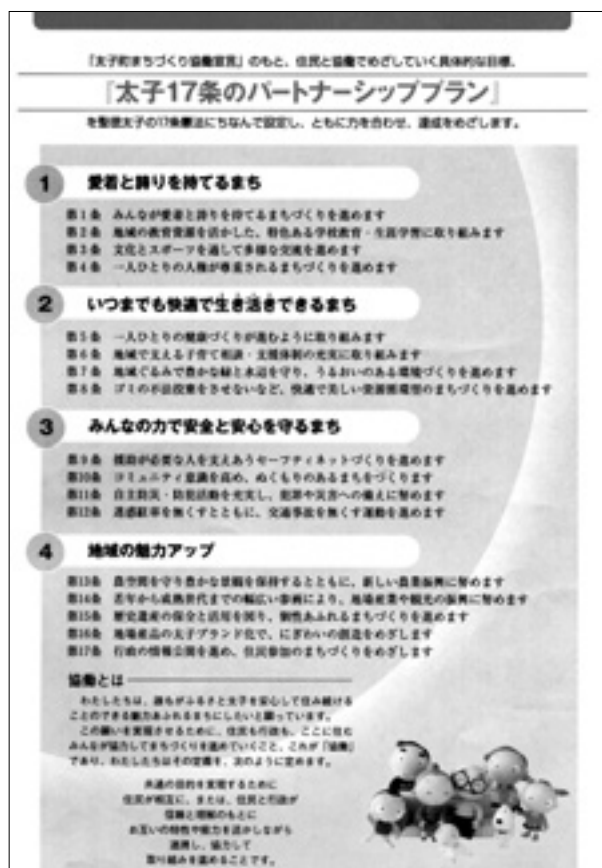 「太子町まちづくり協働宣言」のもと、住民と協働でめざしていく具体的な目標、
『太子17条のパートナーシッププラン』
を聖徳太子の17条憲法にちなんで設定し、ともに力を合わせ、達成をめざします。
1 愛着と誇りを持てるまち
第1条 みんなが愛着と誇りを持てるまちづくりを進めます
第2条 地域の教育資源を活かした、特色ある学校教育・生涯学習に取り組みます
第3条 文化とスポーツを通して多様な交流を進めます
第4条 一人ひとりの人権が尊重されるまちづくりを進めます
2 いつまでも快適で生き活きできるまち
第5条 一人ひとりの健康づくりが進むように取り組みます
第6条 地域で支える子育て相談・支援体制の充実に取り組みます
第7条 地域ぐるみで豊かな緑と水辺を守り、うるおいのある環境づくりを進めます
第8条 ゴミの不法投棄をさせないなど、快適で美しい資源循環型のまちづくりを進めます
3 みんなの力で安全と安心を守るまち
第9条 援助が必要な人を支えあうセーフティネットづくりを進めます
第10条 コミュニティ意識を高め、ぬくもりのあるまちをつくります
第11条 自主防災・防犯活動を充実し、犯罪や災害への備えに努めます
第12条 迷惑駐車を無くすとともに、交通事故を無くす運動を進めます
4 地域の魅力アップ
第13条 農空間を守り豊かな景観を保持するとともに、新しい農業振興に努めます
第14条 若年から成熟世代までの幅広い参画により、地場産業や観光の振興に努めます
第15条 歴史遺産の保全と活用を図り、個性あふれるまちづくりを進めます
第16条 地場産品の太子ブランド化で、にぎわいの創造をめざします
第17条 行政の情報公開を進め、住民参加のまちづくりをめざします
協働とは
わたしたちは、誰もがふるさと太子を安心して住み続ける
ことのできる魅力あふれるまちにしたいと願っています。
この願いを実現させるために、住民も行政も、ここに住む
みんなが協力してまちづくりを進めていくこと、これが「協働」
であり、わたしたちはその定義を、次のように定めます。
共通の目的を実現するために
住民が相互に、または、住民と行政が
信頼と理解のもとに
お互いの特性や能力を活かしながら
連携し、協力して
取り組みを進めることです。